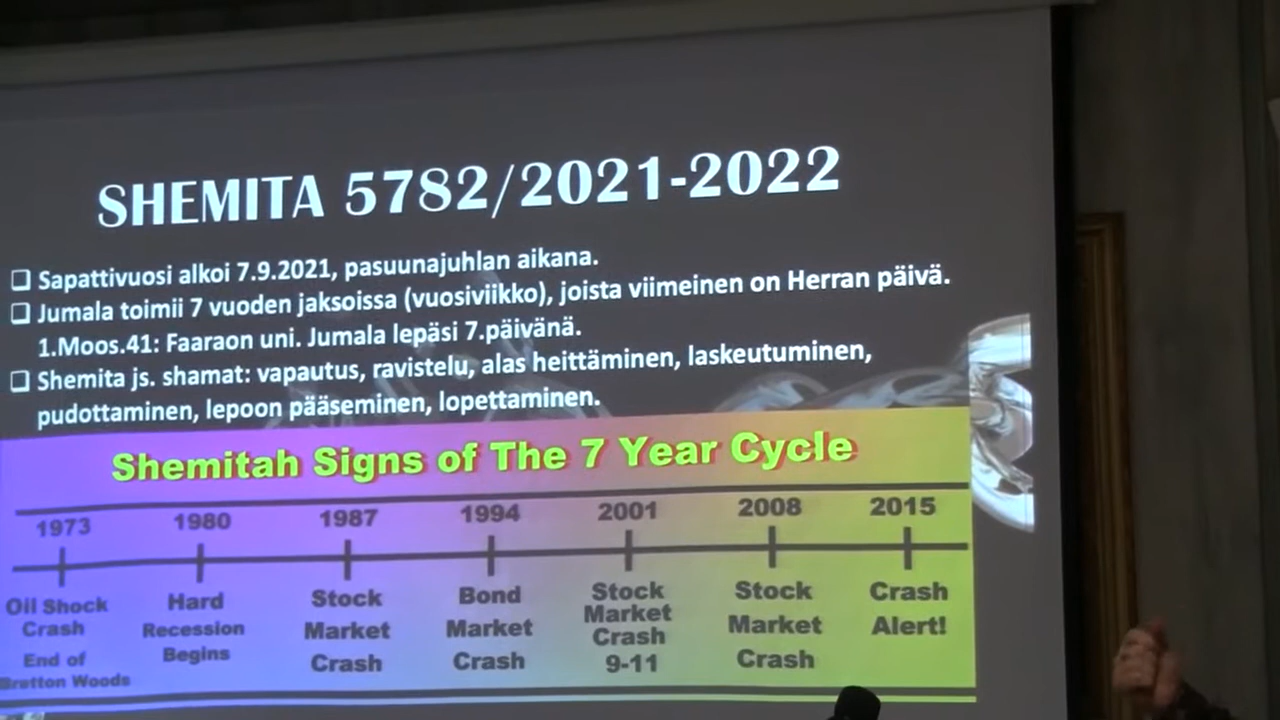 SHEMITA 5782/2021-2022
❑ Sapattivuosi alkoi 7.9.2021, pasuunajuhlan aikana.
❑ Jumala toimii 7 vuoden jaksoissa (vuosiviikko), joista viimeinen on Herran päivä.
1.Moos.41: Faaraon uni. Jumala lepäsi 7.päivänä.
❑ Shemita js. shamat: vapautus, ravistelu, alas heittäminen, laskeutuminen,
pudottaminen, lepoon pääseminen, lopettaminen.
Shemitah Signs of The 7 Year Cycle
1973 1980 1987 1994 2001 2008 2015
Oil Shock
Crash
End of
Bretton Woods
Hard
Recession
Begins
Stock
Market
Crash
Bond
Market
Crash
Stock
Market
Crash
9-11
Stock
Market
Crash
Crash
Alert!